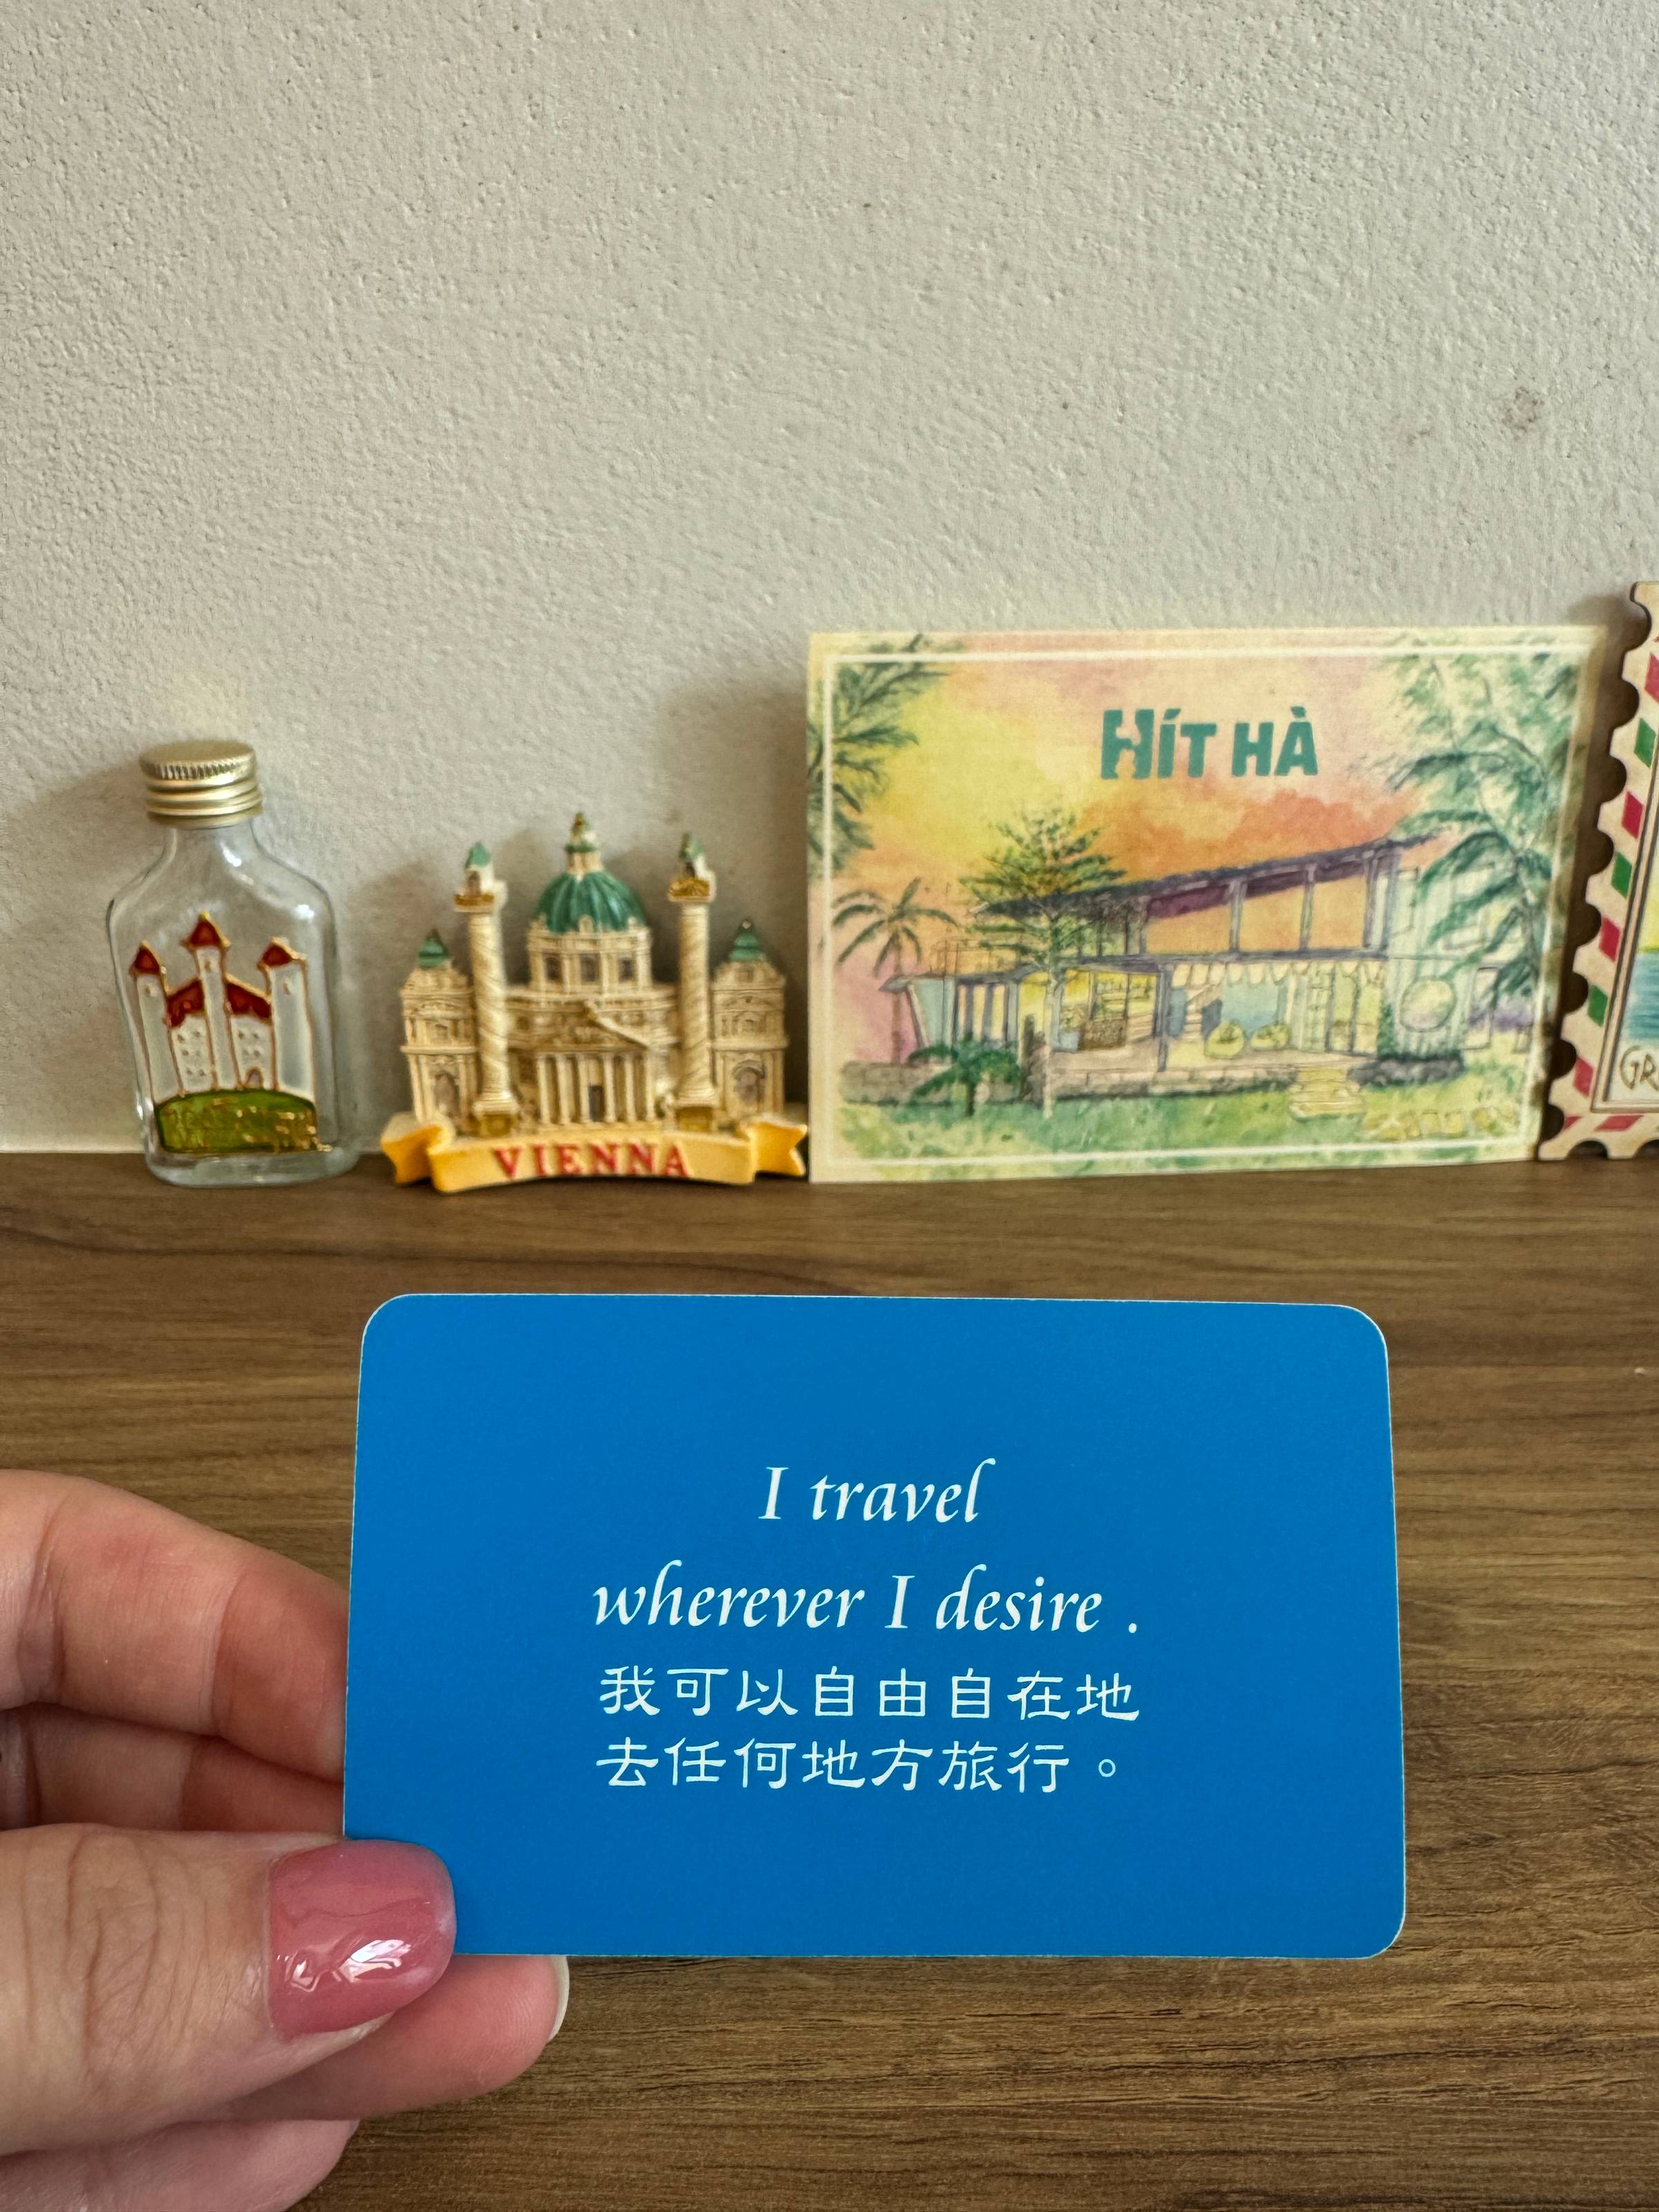 HÍT HÀ
VIENNA
I travel
wherever I desire .
我可以自由自在地
去任何地方旅行。